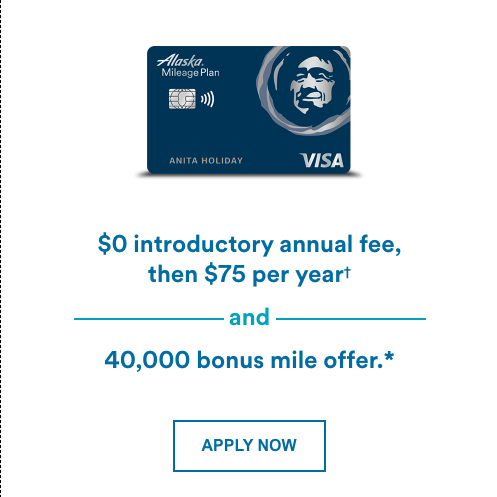 Alaska
Mileage Plan
ANITA HOLIDAY
VISA
$0 introductory annual fee,
then $75 per year†
and
40,000 bonus mile offer.*
APPLY NOW